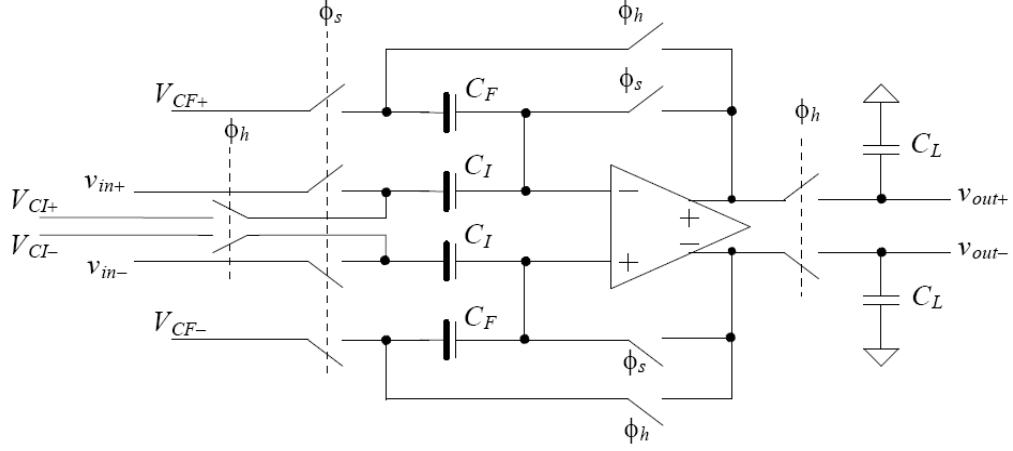 ϕs
ϕh
VCF+
CF
ϕs
ϕh
ϕh
CL
vin+
CI
VCI+
−
+
vout+
VCI−
−
vout−
vin−
CI
+
CL
VCF−
CF
ϕs
ϕh